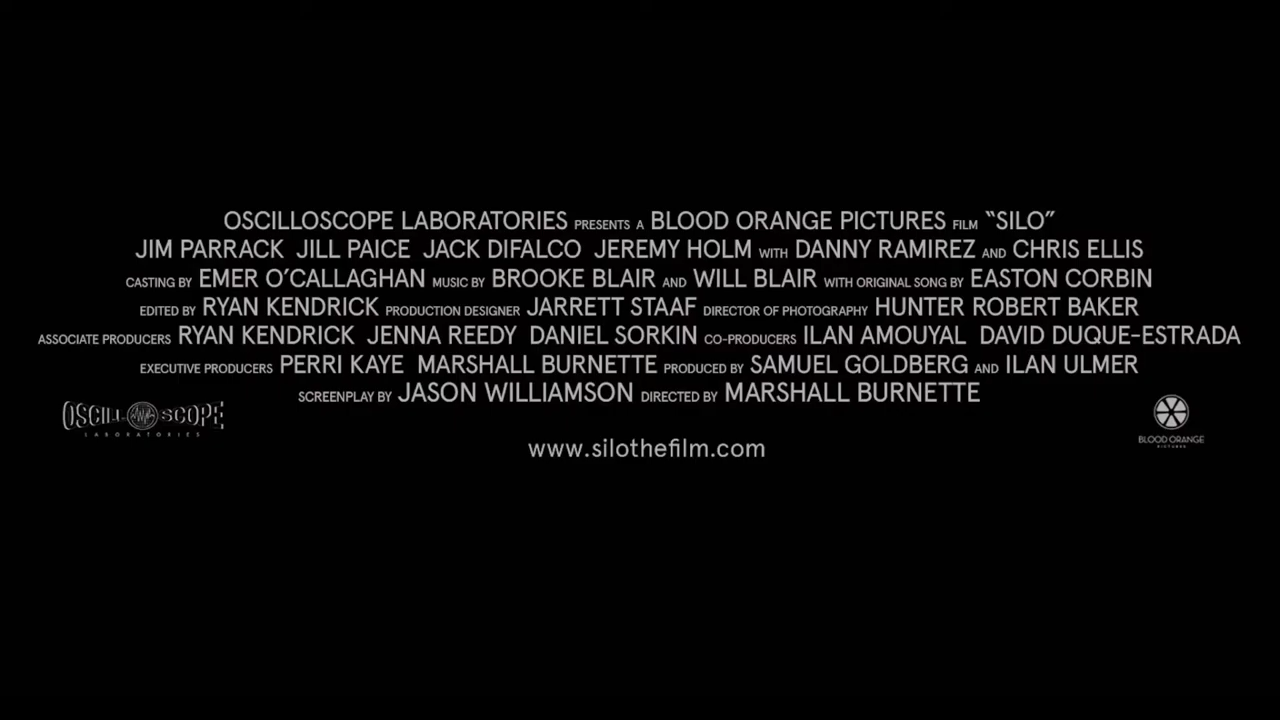 OSCILLOSCOPE LABORATORIES PRESENTS A BLOOD ORANGE PICTURES FILM “SILO”
JIM PARRACK JILL PAICE JACK DIFALCO JEREMY HOLM WITH DANNY RAMIREZ AND CHRIS ELLIS
CASTING BY EMER O’CALLAGHAN MUSIC BY BROOKE BLAIR AND WILL BLAIR WITH ORIGINAL SONG BY EASTON CORBIN
EDITED BY RYAN KENDRICK PRODUCTION DESIGNER JARRETT STAAF DIRECTOR OF PHOTOGRAPHY HUNTER ROBERT BAKER
ASSOCIATE PRODUCERS RYAN KENDRICK JENNA REEDY DANIEL SORKIN CO-PRODUCERS ILAN AMOUYAL DAVID DUQUE-ESTRADA
EXECUTIVE PRODUCERS PERRI KAYE MARSHALL BURNETTE PRODUCED BY SAMUEL GOLDBERG AND ILAN ULMER
SCREENPLAY BY JASON WILLIAMSON DIRECTED BY MARSHALL BURNETTE
OSCILLOSCOPE
LABORATORIES
BLOOD ORANGE
PICTURES
www.silothefilm.com